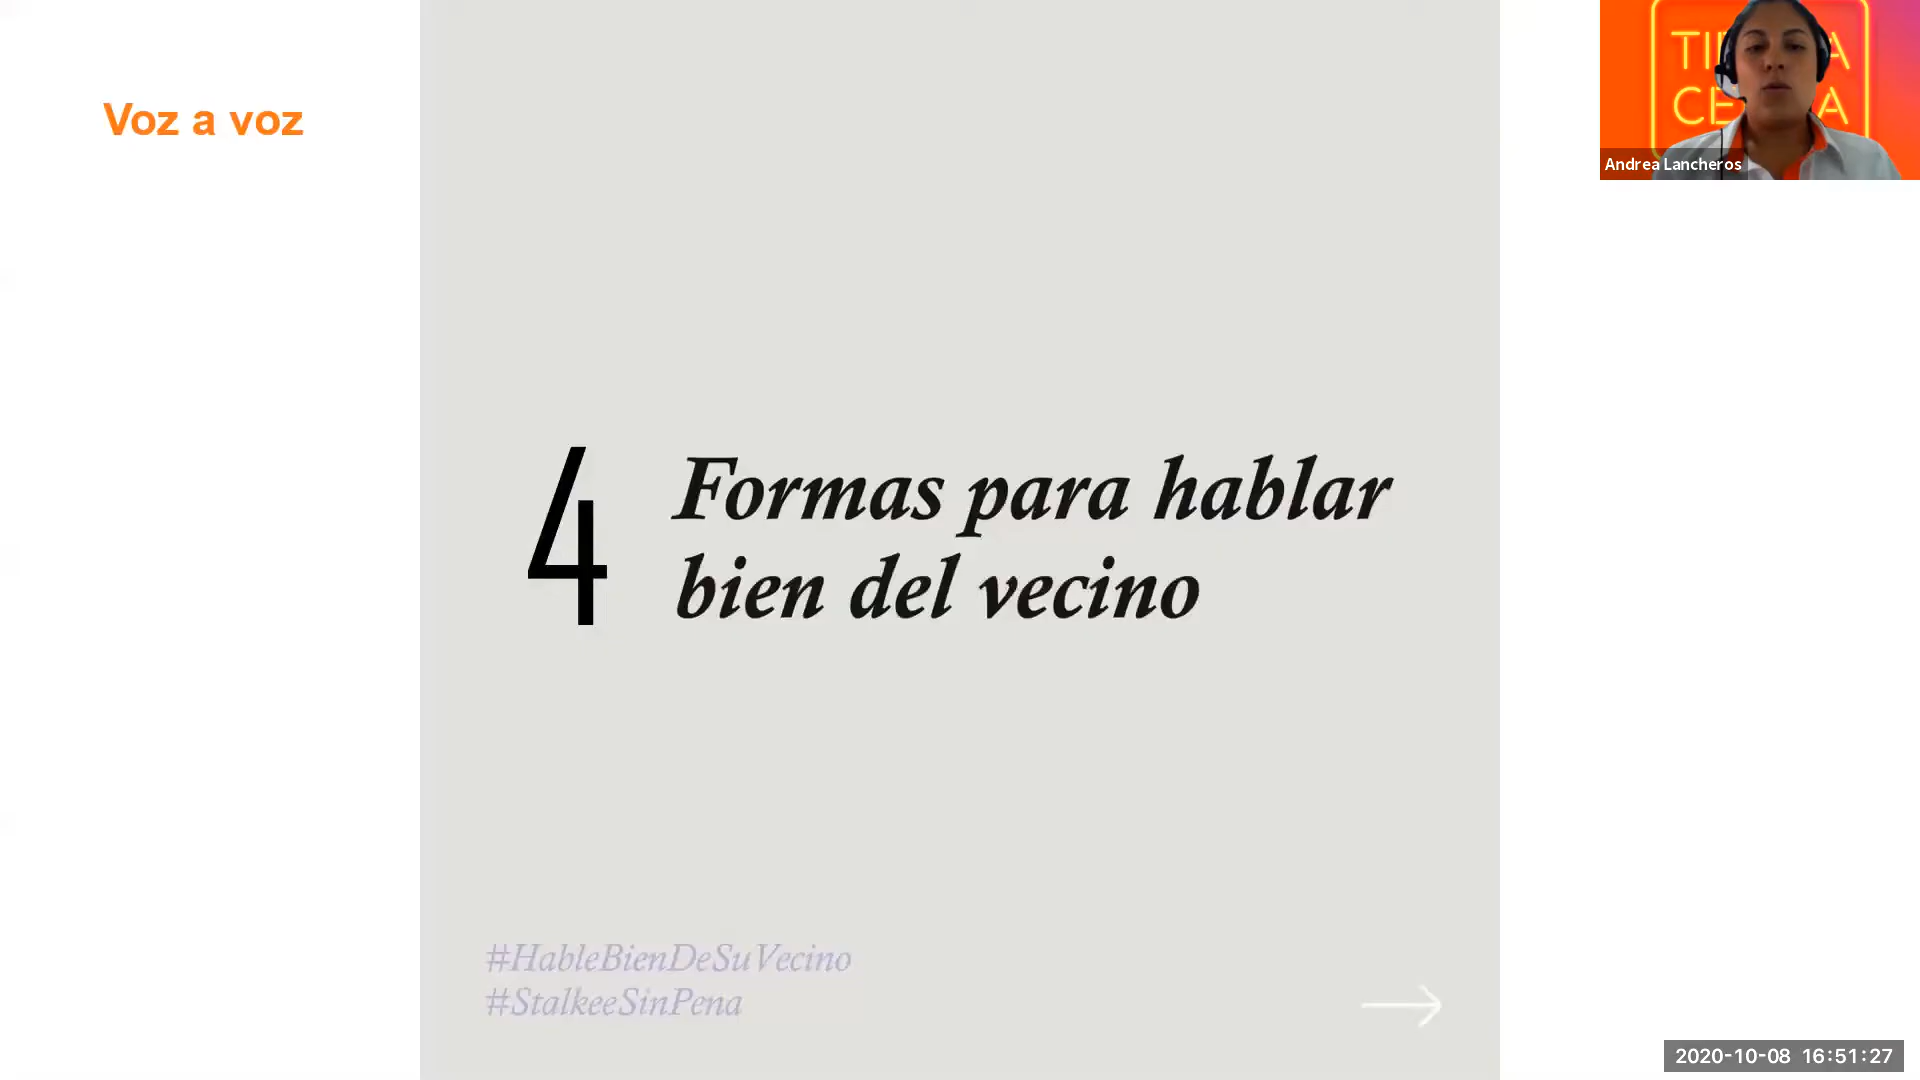 Voz a voz
4 Formas para hablar
bien del vecino
#HableBienDeSuVecino
#StalkeeSinPena
Andrea Lancheros
2020-10-08 16:51:27